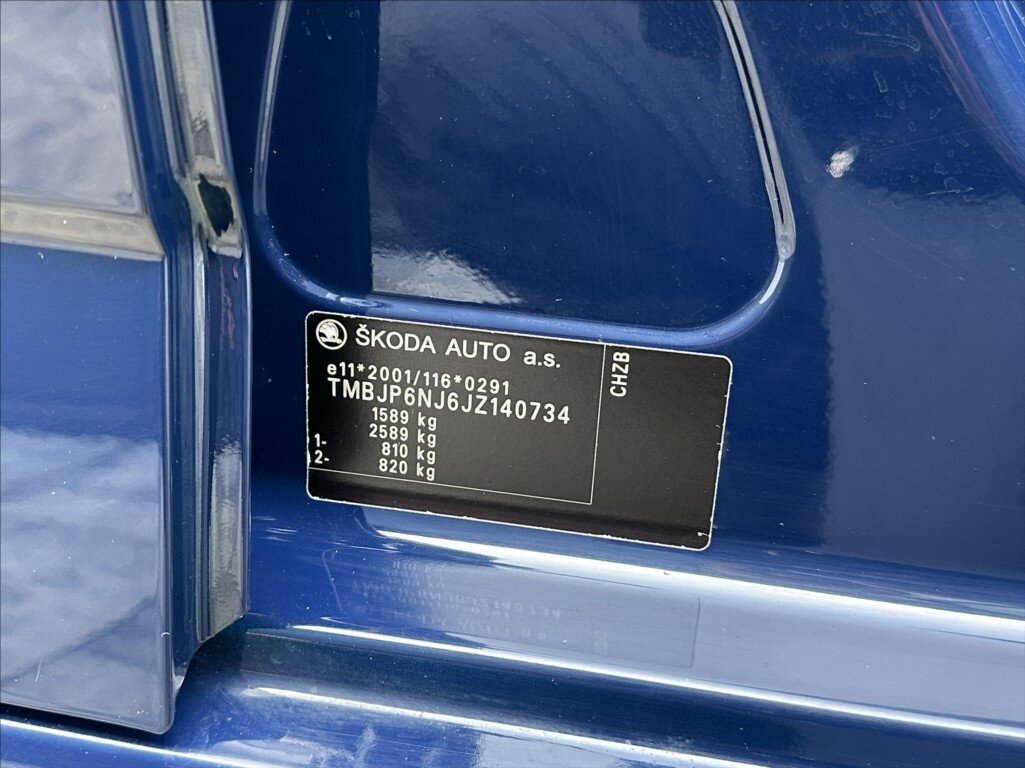 ŠKODA AUTO a.s.
e11*2001/116*0291
TMBJP6NJ6JZ140734
1589 kg
2589 kg
1- 810 kg
2- 820 kg
CHZB